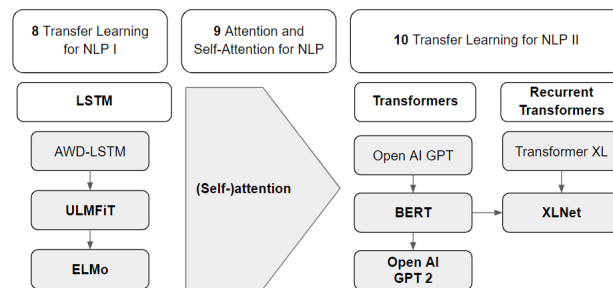 8 Transfer Learning
for NLP I
9 Attention and
Self-Attention for NLP
10 Transfer Learning for NLP II
LSTM
Transformers
Recurrent
Transformers
AWD-LSTM
Open AI GPT
Transformer XL
(Self-)attention
ULMFiT
BERT
XLNet
ELMo
Open AI
GPT 2